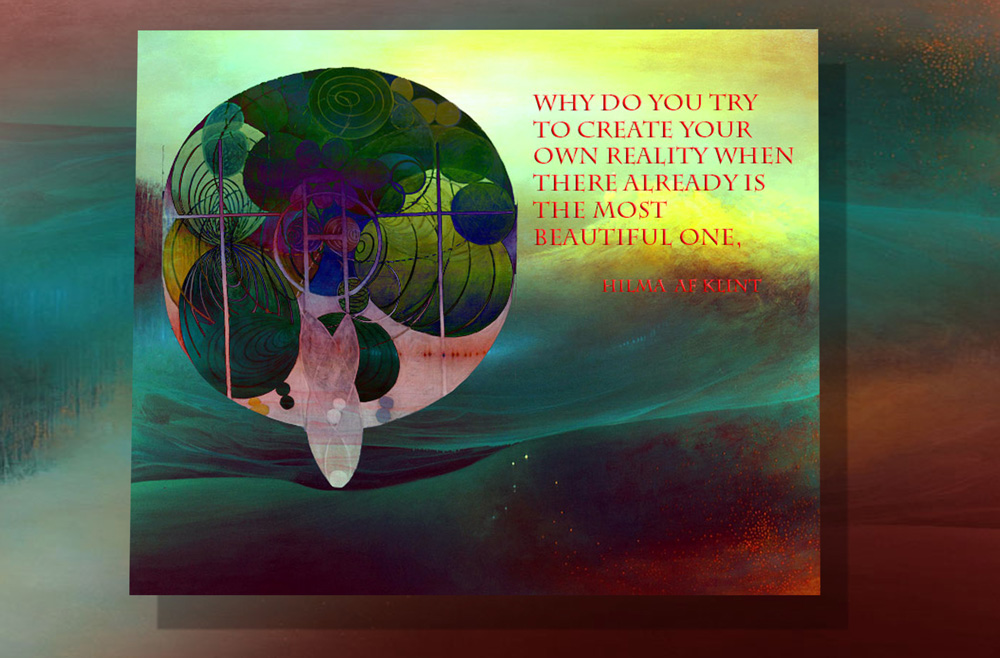 WHY DO YOU TRY
TO CREATE YOUR
OWN REALITY WHEN
THERE ALREADY IS
THE MOST
BEAUTIFUL ONE,
HILMA AF KLINT